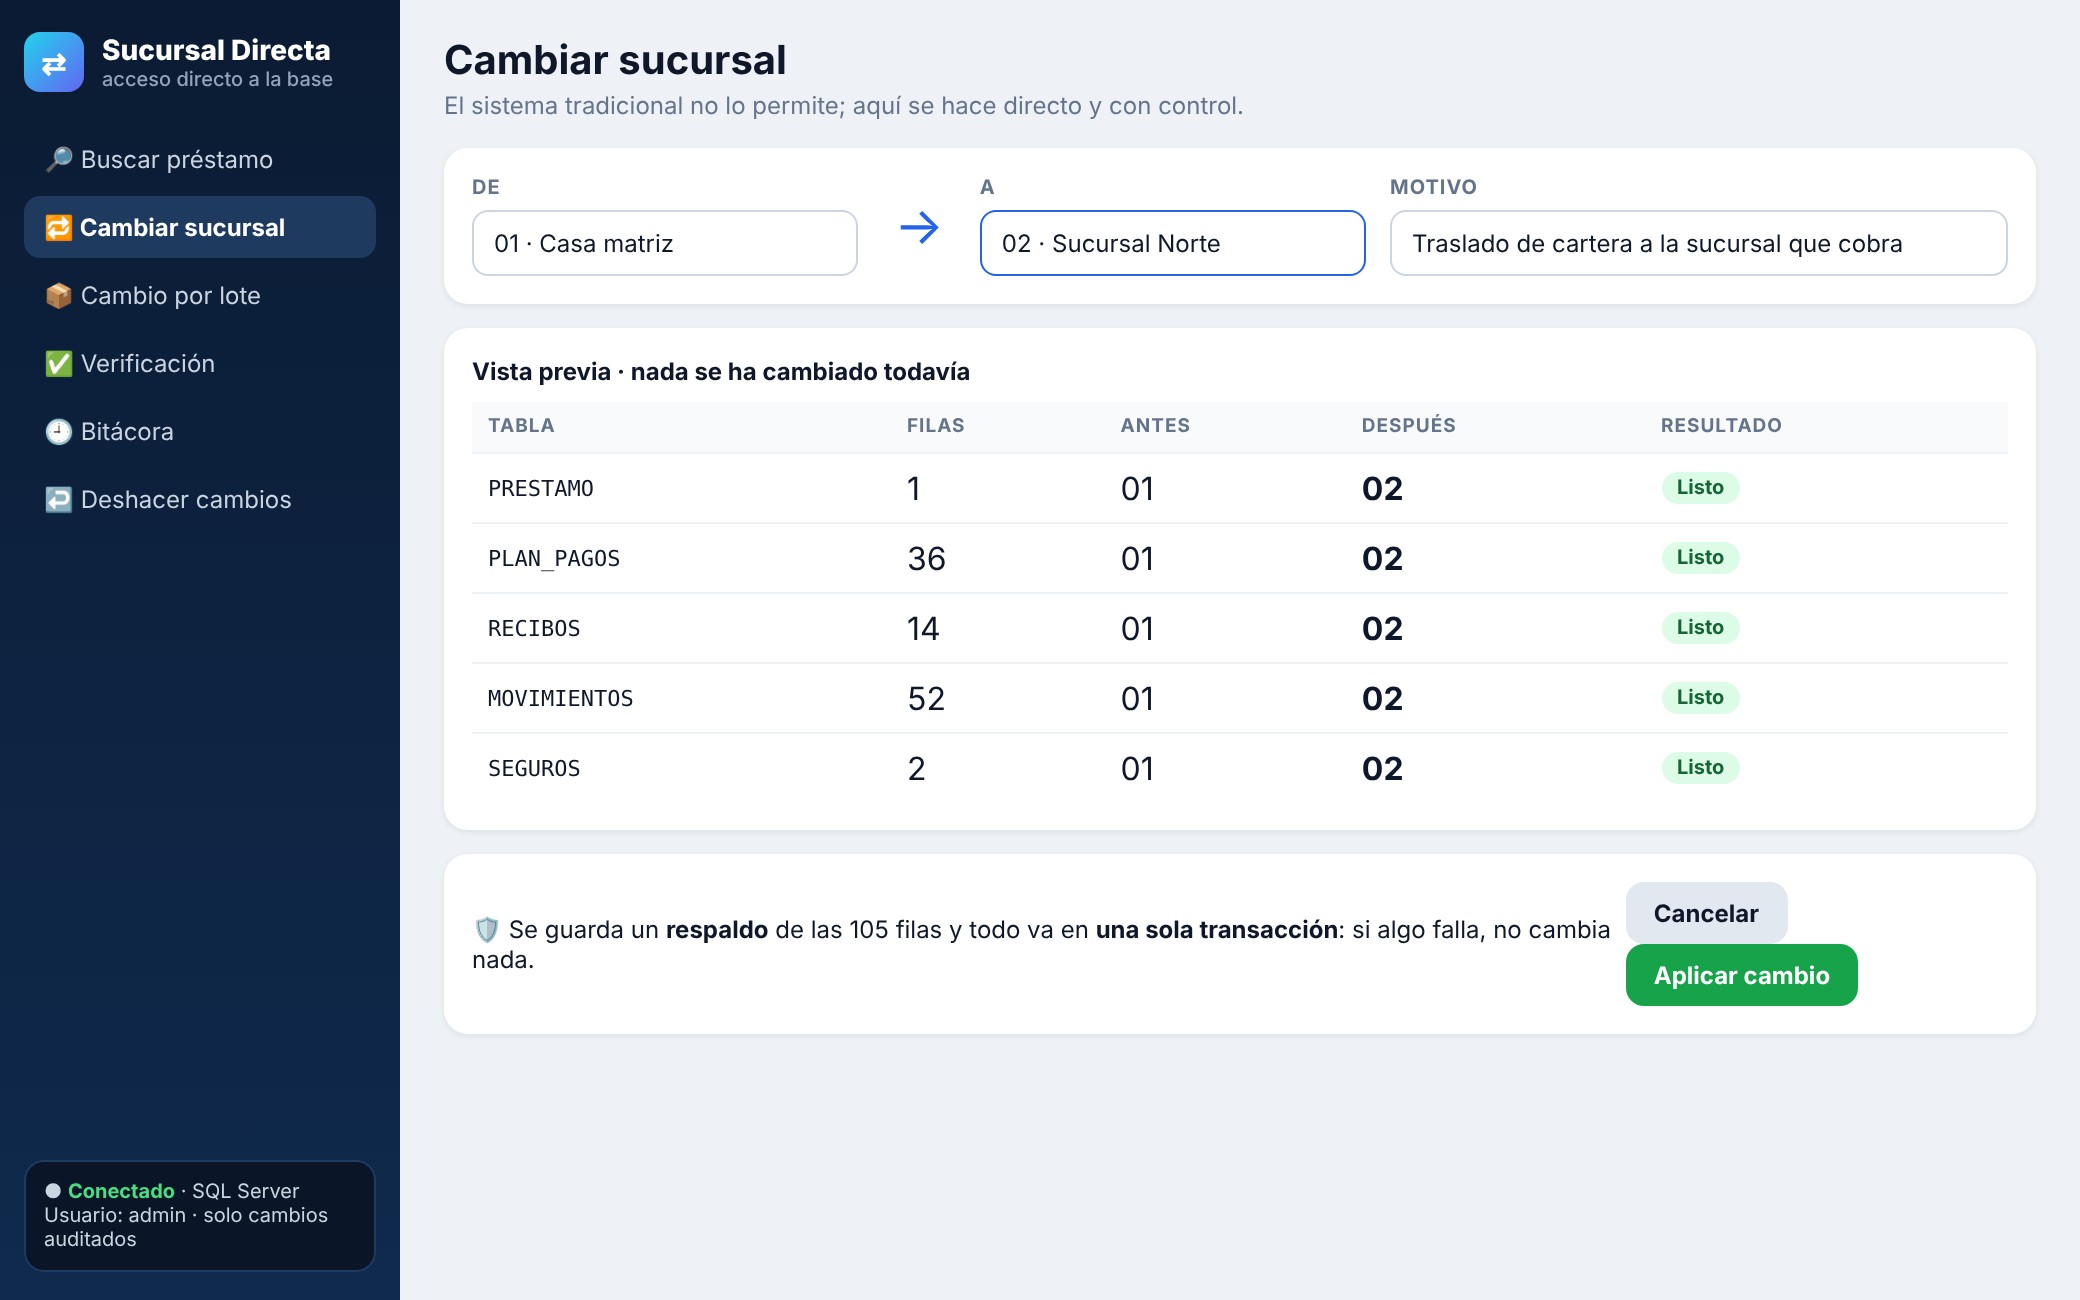 Sucursal Directa
acceso directo a la base
Buscar préstamo
Cambiar sucursal
Cambio por lote
Verificación
Bitácora
Deshacer cambios
Conectado · SQL Server
Usuario: admin · solo cambios
auditados
Cambiar sucursal
El sistema tradicional no lo permite; aquí se hace directo y con control.
DE A MOTIVO
01 · Casa matriz → 02 · Sucursal Norte Traslado de cartera a la sucursal que cobra
Vista previa · nada se ha cambiado todavía
TABLA FILAS ANTES DESPUÉS RESULTADO
PRESTAMO 1 01 02 Listo
PLAN_PAGOS 36 01 02 Listo
RECIBOS 14 01 02 Listo
MOVIMIENTOS 52 01 02 Listo
SEGUROS 2 01 02 Listo
Se guarda un respaldo de las 105 filas y todo va en una sola transacción: si algo falla, no cambia
nada.
Cancelar
Aplicar cambio